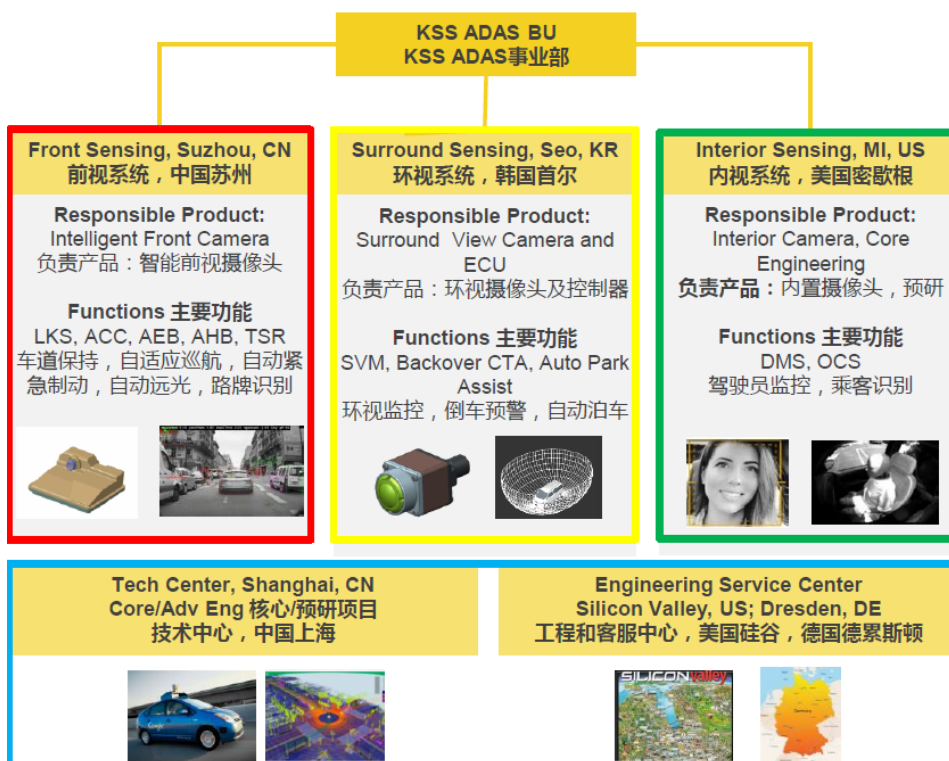 KSS ADAS BU
KSS ADAS事业部
Front Sensing, Suzhou, CN
前视系统，中国苏州
Responsible Product:
Intelligent Front Camera
负责产品：智能前视摄像头
Functions 主要功能
LKS, ACC, AEB, AHB, TSR
车道保持，自适应巡航，自动紧
急制动，自动远光，路牌识别
Surround Sensing, Seo, KR
环视系统，韩国首尔
Responsible Product:
Surround View Camera and
ECU
负责产品：环视摄像头及控制器
Functions 主要功能
SVM, Backover CTA, Auto Park
Assist
环视监控，倒车预警，自动泊车
Interior Sensing, MI, US
内视系统，美国密歇根
Responsible Product:
Interior Camera, Core
Engineering
负责产品：内置摄像头，预研
Functions 主要功能
DMS, OCS
驾驶员监控，乘客识别
Tech Center, Shanghai, CN
Core/Adv Eng 核心/预研项目
技术中心，中国上海
Engineering Service Center
Silicon Valley, US; Dresden, DE
工程和客服中心，美国硅谷，德国德累斯顿
SILICON valley
Germany